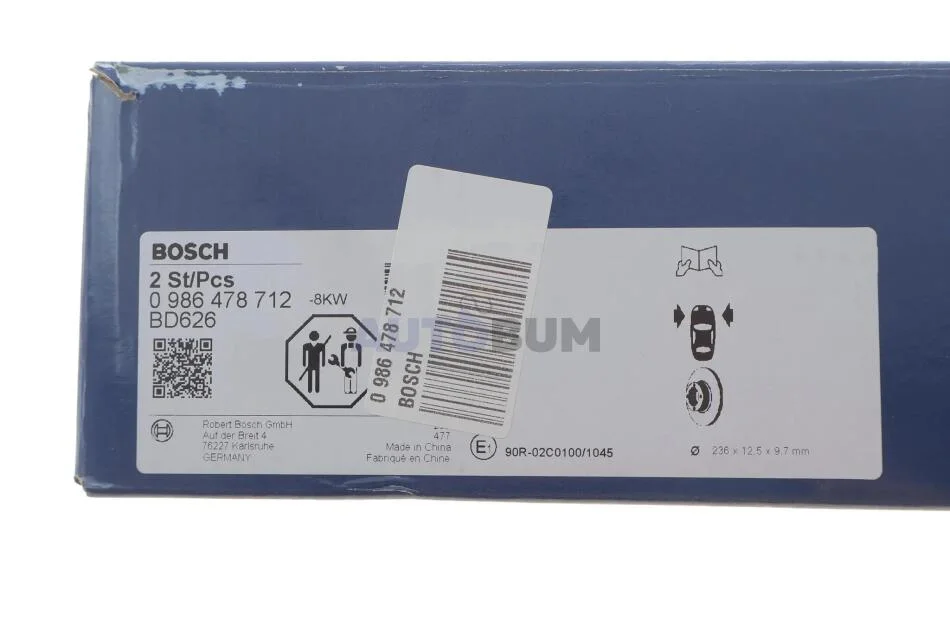 BOSCH
2 St/Pcs
0 986 478 712 -8KW
BD626
Robert Bosch GmbH
Auf der Breit 4
76227 Karlsruhe
GERMANY
477
Made in China
Fabriqué en Chine
0 986 478 712
BOSCH
AUTOBUM
E1 90R-02C0100/1045
Ø 236 x 12.5 x 9.7 mm